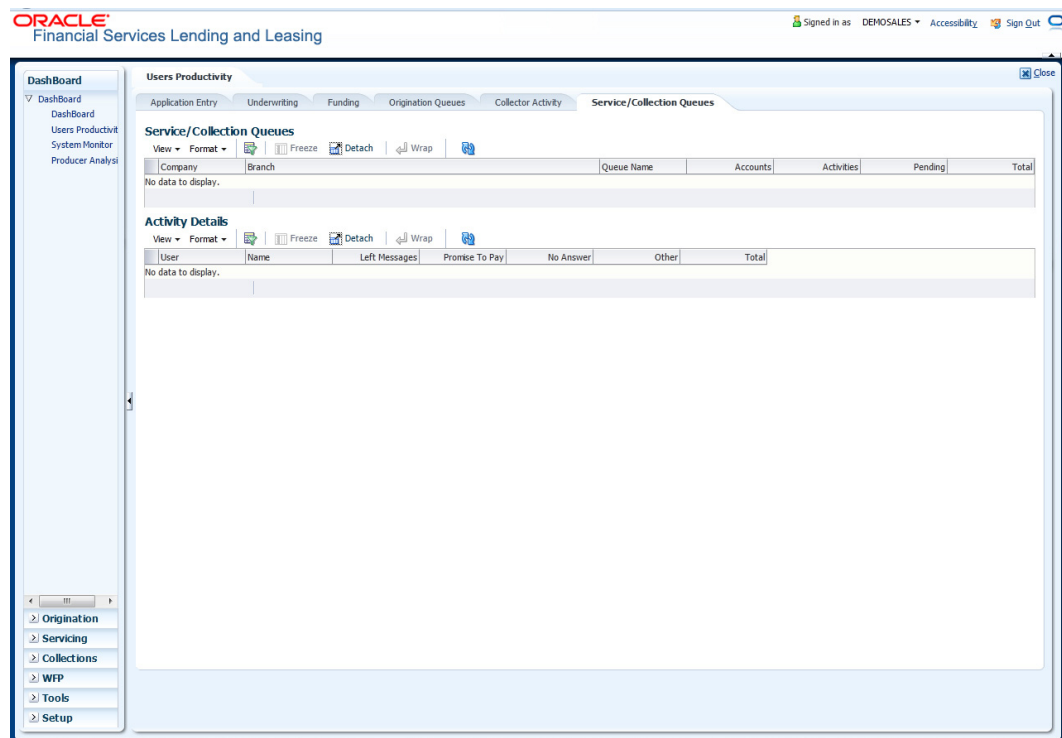 ORACLE
Financial Services Lending and Leasing
Signed in as DEMOSALES Accessibility Sign Out
Close
DashBoard
DashBoard
DashBoard
Users Productivit
System Monitor
Producer Analysi
Origination
Servicing
Collections
WFP
Tools
Setup
Users Productivity
Application Entry Underwriting Funding Origination Queues Collector Activity Service/Collection Queues
Service/Collection Queues
View Format Freeze Detach Wrap
Company Branch Queue Name Accounts Activities Pending Total
No data to display.
Activity Details
View Format Freeze Detach Wrap
User Name Left Messages Promise To Pay No Answer Other Total
No data to display.